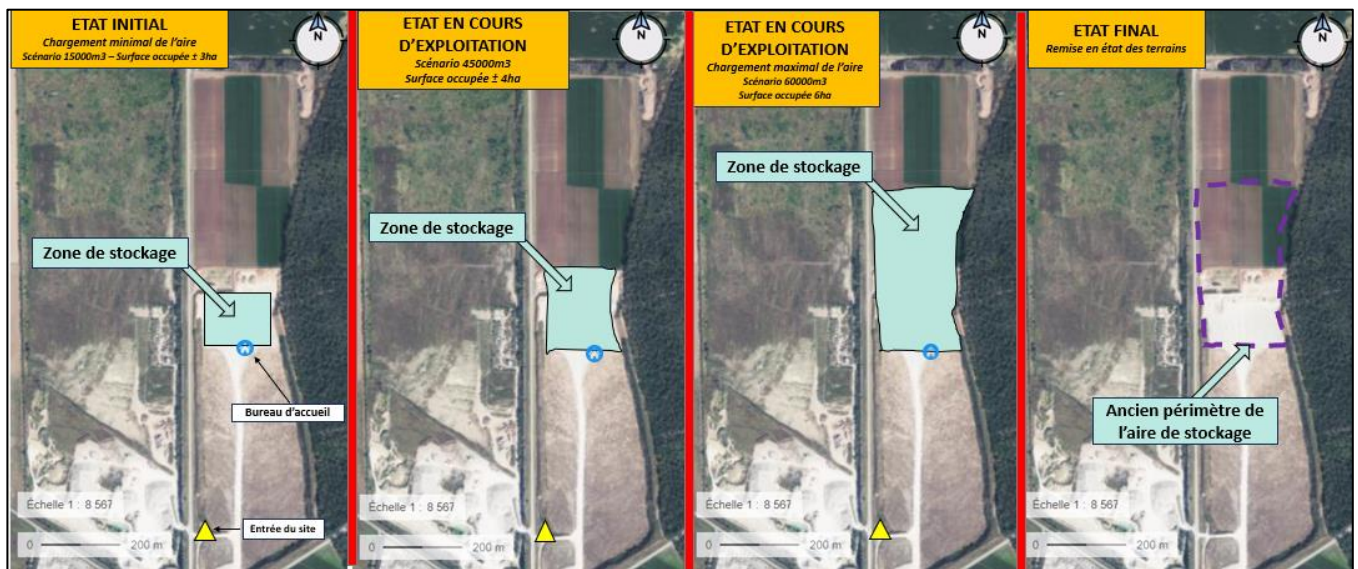 ETAT INITIAL
Chargement minimal de l'aire
Scénario 15000m3 – Surface occupée ± 3ha
N
Zone de stockage
Bureau d'accueil
Échelle 1 : 8 567
Entrée du site
0 200 m
ETAT EN COURS
D'EXPLOITATION
Scénario 45000m3
Surface occupée ± 4ha
N
Zone de stockage
Échelle 1 : 8 567
0 200 m
ETAT EN COURS
D'EXPLOITATION
Chargement maximal de l'aire
Scénario 60000m3
Surface occupée 6ha
N
Zone de stockage
Échelle 1 : 8 567
0 200 m
ETAT FINAL
Remise en état des terrains
N
Ancien périmètre de
l'aire de stockage
Échelle 1 : 8 567
0 200 m